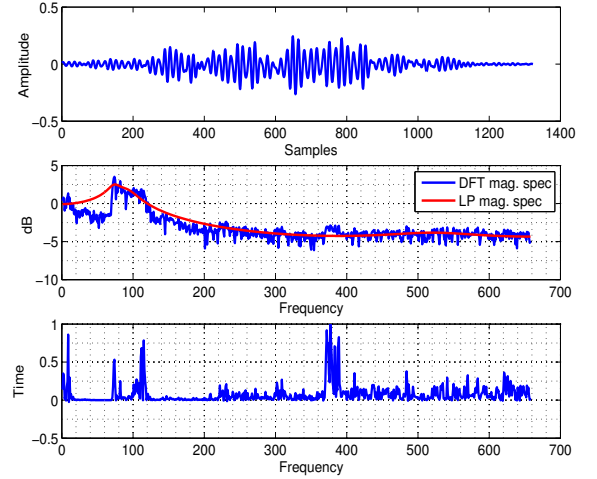 0.5
0
−0.5
Amplitude
0 200 400 600 800 1000 1200 1400
Samples
5
0
−5
−10
dB
DFT mag. spec
LP mag. spec
0 100 200 300 400 500 600 700
Frequency
1
0.5
0
−0.5
Time
0 100 200 300 400 500 600 700
Frequency